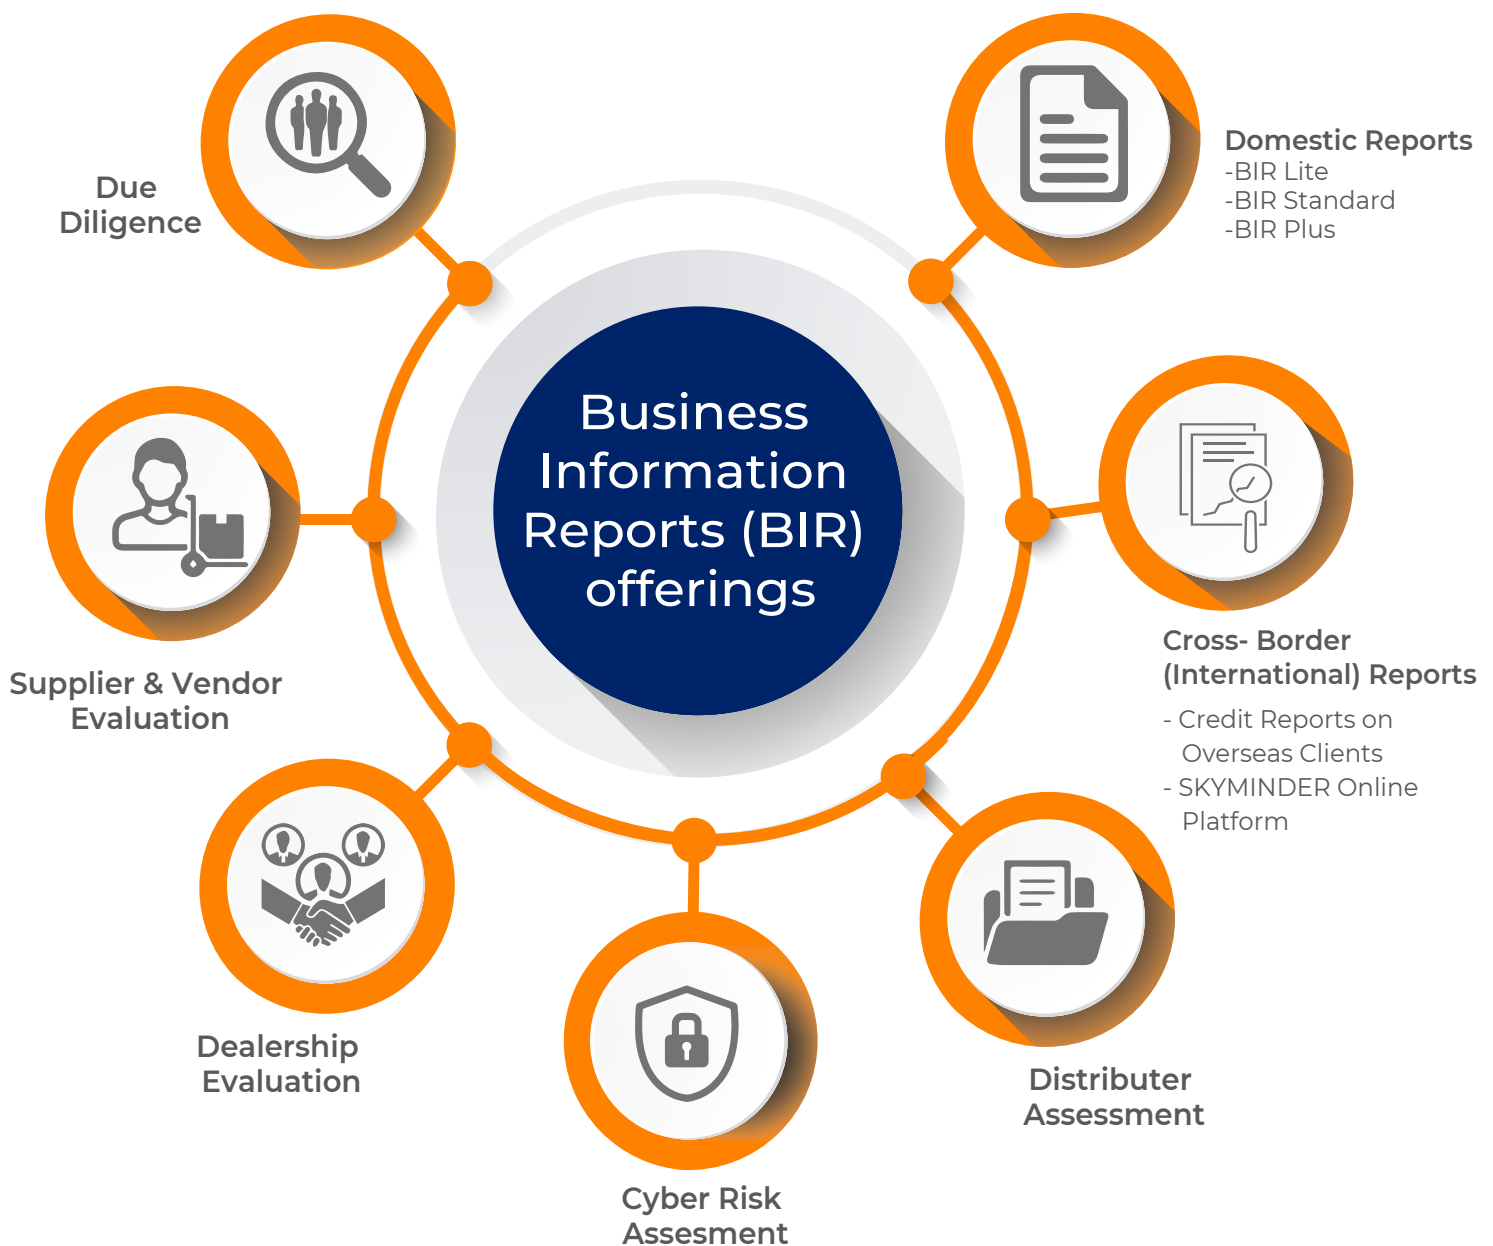 Business
Information
Reports (BIR)
offerings
Due
Diligence
Domestic Reports
-BIR Lite
-BIR Standard
-BIR Plus
Supplier & Vendor
Evaluation
Cross- Border
(International) Reports
- Credit Reports on
Overseas Clients
- SKYMINDER Online
Platform
Dealership
Evaluation
Distributer
Assessment
Cyber Risk
Assesment